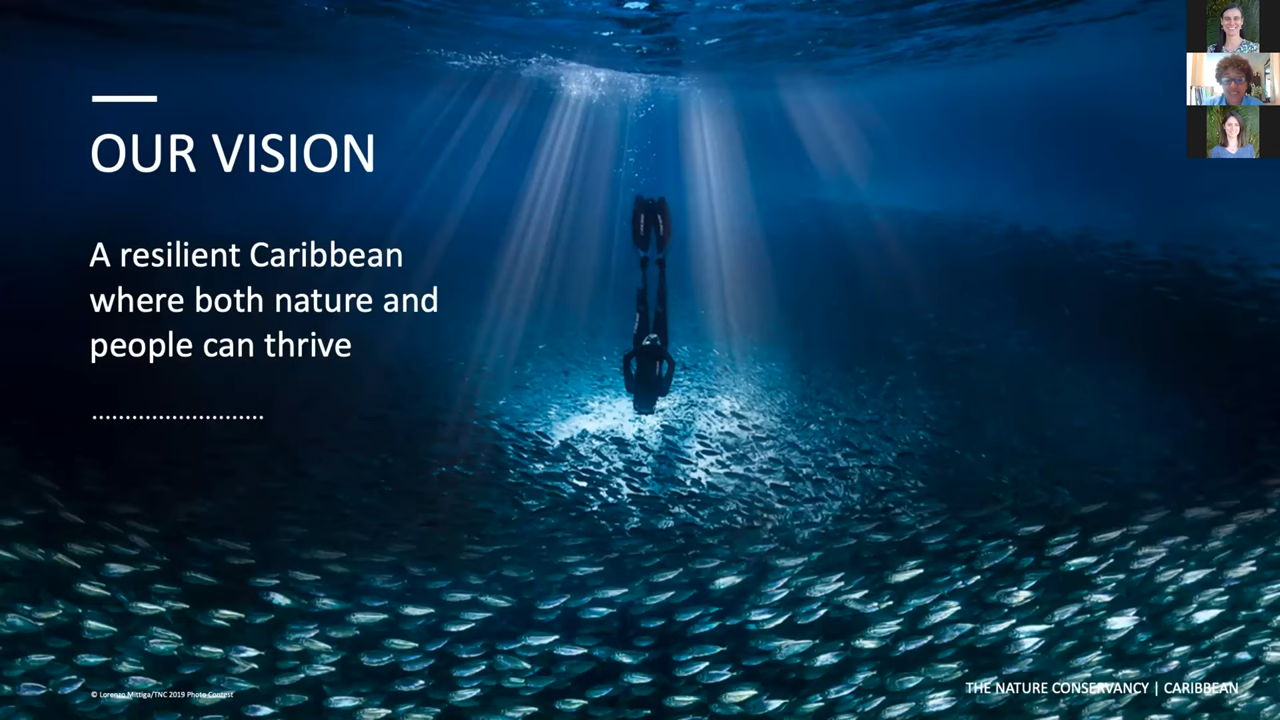 OUR VISION
A resilient Caribbean
where both nature and
people can thrive
..........................
© Lorenzo Mittiga/TNC 2019 Photo Contest
THE NATURE CONSERVANCY | CARIBBEAN